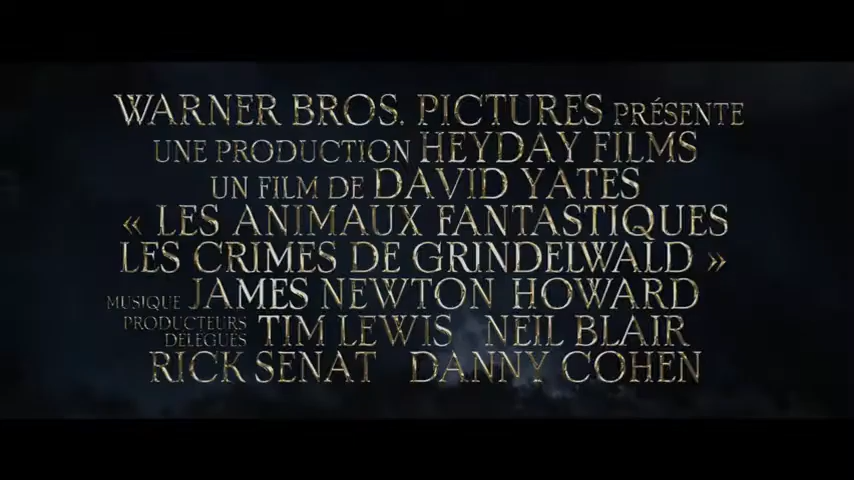 WARNER BROS. PICTURES PRÉSENTE
UNE PRODUCTION HEYDAY FILMS
UN FILM DE DAVID YATES
« LES ANIMAUX FANTASTIQUES
LES CRIMES DE GRINDELWALD »
MUSIQUE JAMES NEWTON HOWARD
PRODUCTEURS DÉLÉGUÉS TIM LEWIS NEIL BLAIR
RICK SENAT DANNY COHEN